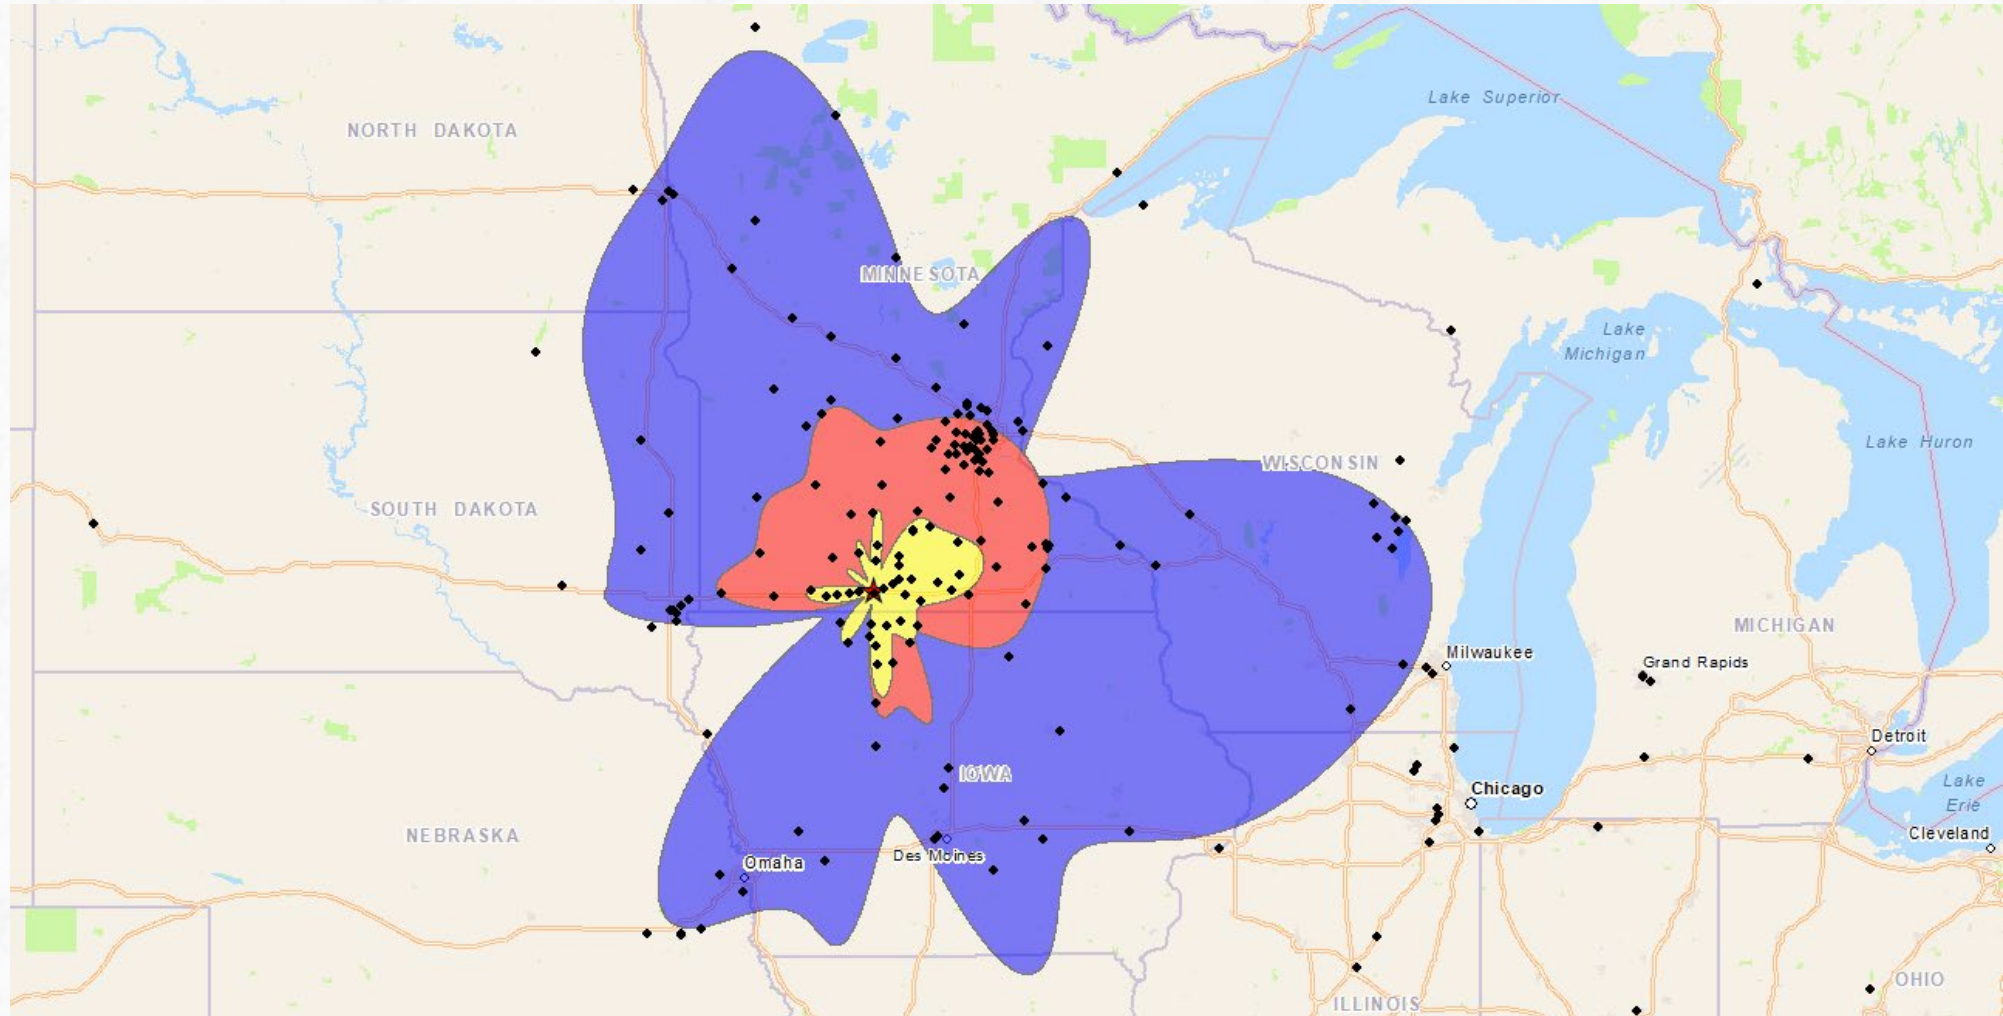 Lake Superior
NORTH DAKOTA
MINNESOTA
Lake
Michigan
Lake Huron
WISCONSIN
SOUTH DAKOTA
MICHIGAN
Milwaukee
Grand Rapids
Detroit
IOWA
Lake
Erie
Chicago
NEBRASKA
Cleveland
Des Moines
Omaha
OHIO
ILLINOIS